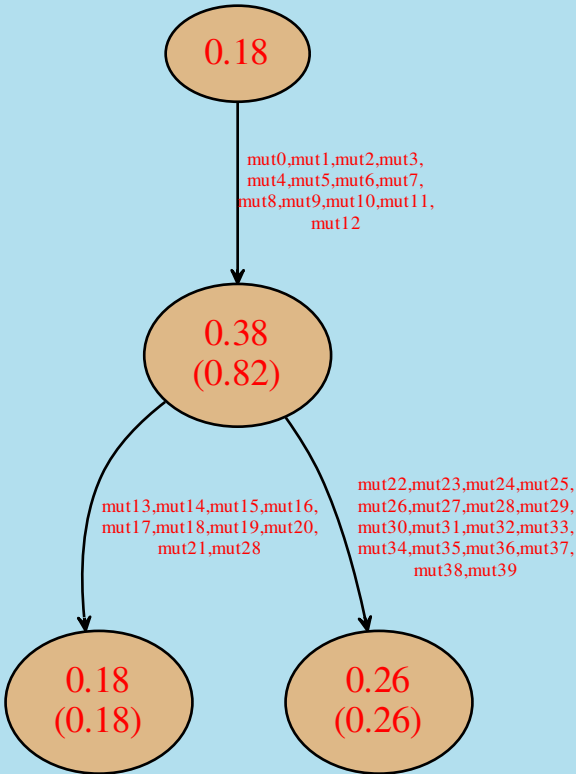 0.18
mut0,mut1,mut2,mut3,
mut4,mut5,mut6,mut7,
mut8,mut9,mut10,mut11,
mut12
0.38
(0.82)
mut13,mut14,mut15,mut16,
mut17,mut18,mut19,mut20,
mut21,mut28
mut22,mut23,mut24,mut25,
mut26,mut27,mut28,mut29,
mut30,mut31,mut32,mut33,
mut34,mut35,mut36,mut37,
mut38,mut39
0.18
(0.18)
0.26
(0.26)